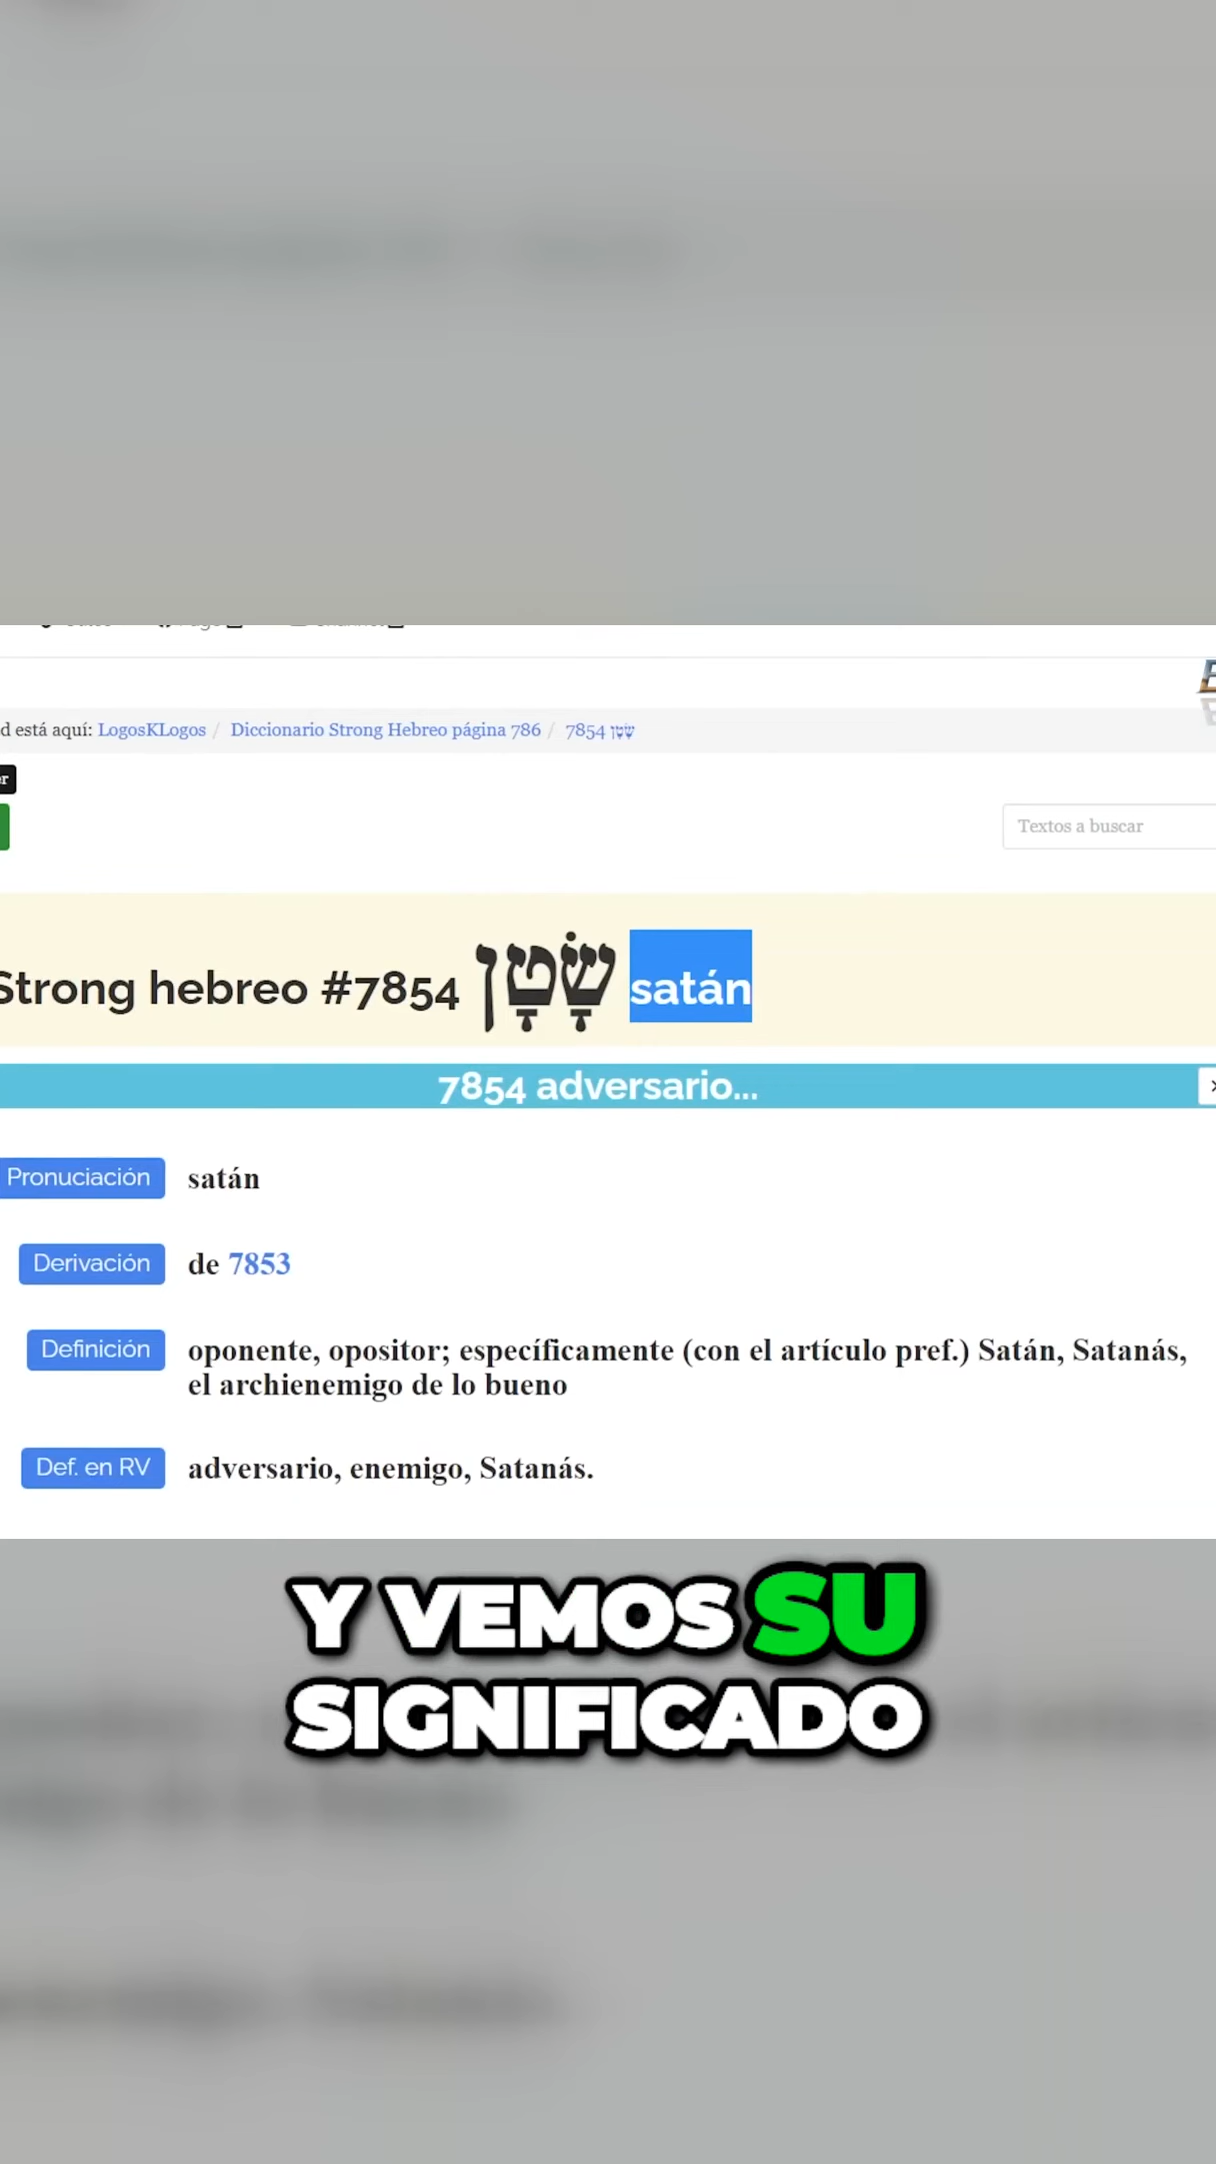 d está aquí: LogosKLogos / Diccionario Strong Hebreo página 786 / 7854 שָׂטָן
r
Textos a buscar
Strong hebreo #7854 שָׂטָן satán
7854 adversario...
Pronuciación satán
Derivación de 7853
Definición oponente, opositor; específicamente (con el artículo pref.) Satán, Satanás,
el archienemigo de lo bueno
Def. en RV adversario, enemigo, Satanás.
Y VEMOS SU
SIGNIFICADO